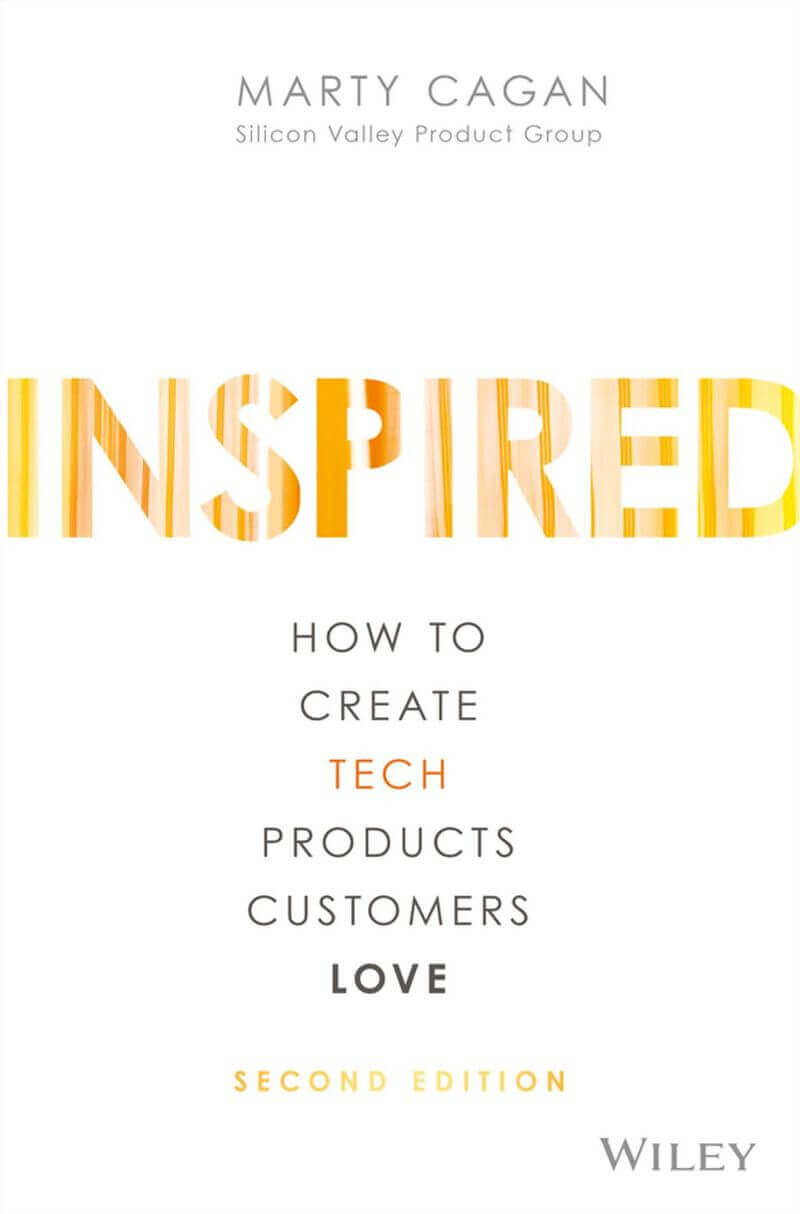 MARTY CAGAN
Silicon Valley Product Group
INSPIRED
HOW TO
CREATE
TECH
PRODUCTS
CUSTOMERS
LOVE
SECOND EDITION
WILEY